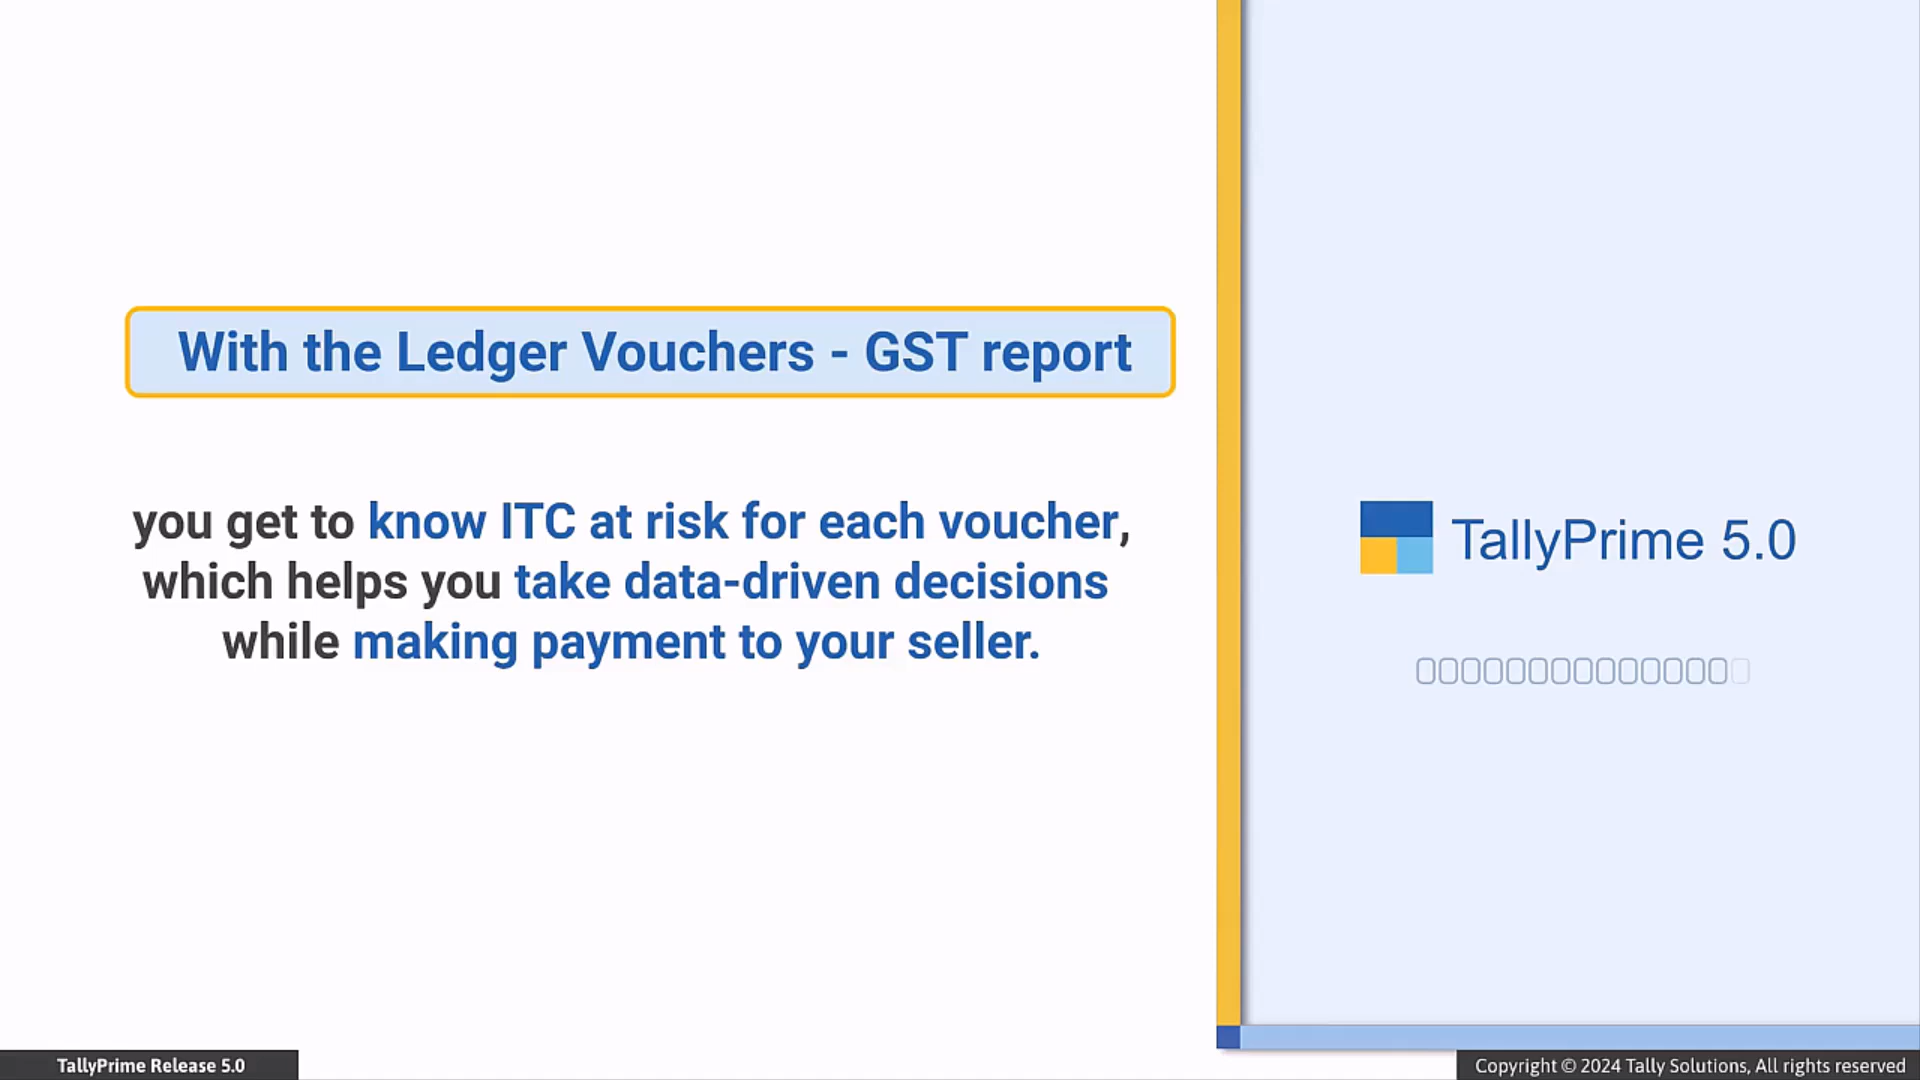 With the Ledger Vouchers - GST report
you get to know ITC at risk for each voucher,
which helps you take data-driven decisions
while making payment to your seller.
TallyPrime 5.0
TallyPrime Release 5.0
Copyright © 2024 Tally Solutions, All rights reserved